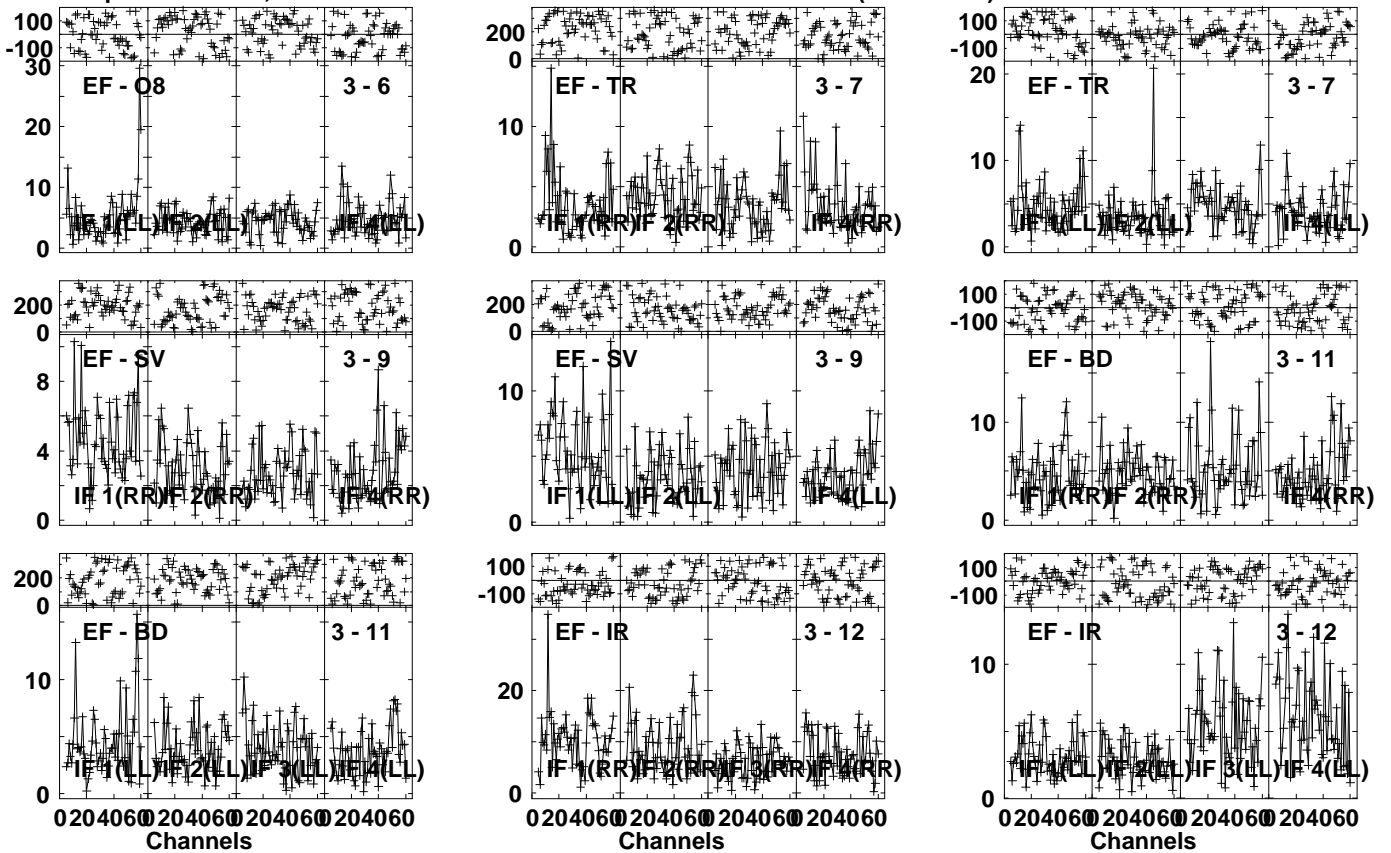 100 200 100
-100 0 -100
30 EF - O8 3 - 6 EF - TR 3 - 7 20 EF - TR 3 - 7
20 10
10 10
IF 1(LL) IF 2(LL) IF 4(LL) IF 1(RR) IF 2(RR) IF 4(RR) IF 1(LL) IF 2(LL) IF 4(LL)
0 0 0
200 200 100
0 0 -100
EF - SV 3 - 9 EF - SV 3 - 9 EF - BD 3 - 11
8 10 10
4
IF 1(RR) IF 2(RR) IF 4(RR) IF 1(LL) IF 2(LL) IF 4(LL) IF 1(RR) IF 2(RR) IF 4(RR)
0 0 0
200 100 100
0 -100 -100
EF - BD 3 - 11 EF - IR 3 - 12 EF - IR 3 - 12
10 20 10
10
IF 1(LL) IF 2(LL) IF 3(LL) IF 4(LL) IF 1(RR) IF 2(RR) IF 3(RR) IF 4(RR) IF 1(LL) IF 2(LL) IF 3(LL) IF 4(LL)
0 0 0
0 20 40 60 0 20 40 60 0 20 40 60 0 20 40 60 0 20 40 60 0 20 40 60 0 20 40 60 0 20 40 60 0 20 40 60 0 20 40 60 0 20 40 60 0 20 40 60
Channels Channels Channels